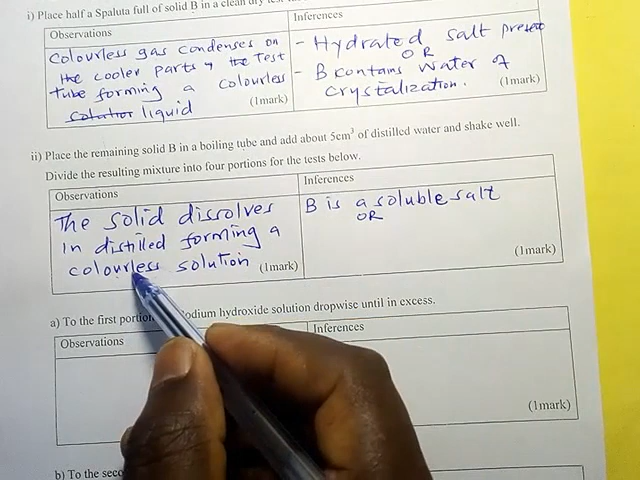 i) Place half a Spaluta full of solid B in a clean dry
Observations
Inferences
Colourless gas condenses on
the cooler parts of the Test
tube forming a colourless
solution liquid
(1mark)
- Hydrated salt present
OR
- B contains water of
crystalization.
(1mark)
ii) Place the remaining solid B in a boiling tube and add about 5cm³ of distilled water and shake well.
Divide the resulting mixture into four portions for the tests below.
Observations
Inferences
The solid dissolves
in distilled forming a
colourless solution
(1mark)
B is a soluble salt
OR
(1mark)
a) To the first portion sodium hydroxide solution dropwise until in excess.
Observations
Inferences
(1mark)
b) To the